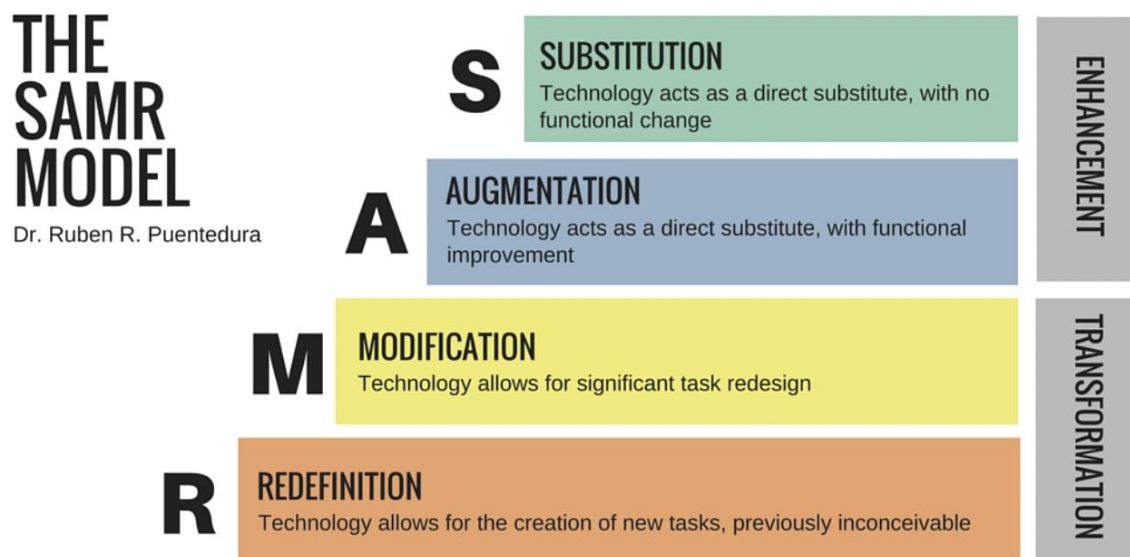 THE
SAMR
MODEL
Dr. Ruben R. Puentedura
S
SUBSTITUTION
Technology acts as a direct substitute, with no
functional change
A
AUGMENTATION
Technology acts as a direct substitute, with functional
improvement
ENHANCEMENT
M
MODIFICATION
Technology allows for significant task redesign
R
REDEFINITION
Technology allows for the creation of new tasks, previously inconceivable
TRANSFORMATION